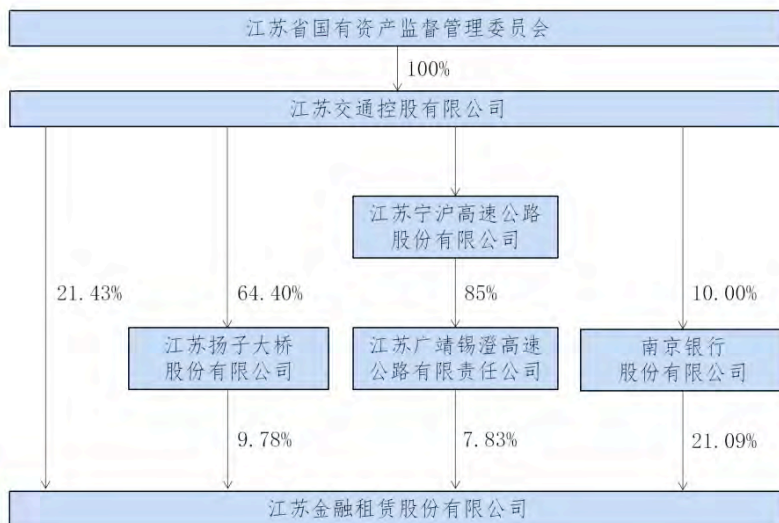 江苏省国有资产监督管理委员会
100%
江苏交通控股有限公司
江苏宁沪高速公路
股份有限公司
21.43%
64.40%
85%
10.00%
江苏扬子大桥
股份有限公司
江苏广靖锡澄高速
公路有限责任公司
南京银行
股份有限公司
9.78%
7.83%
21.09%
江苏金融租赁股份有限公司